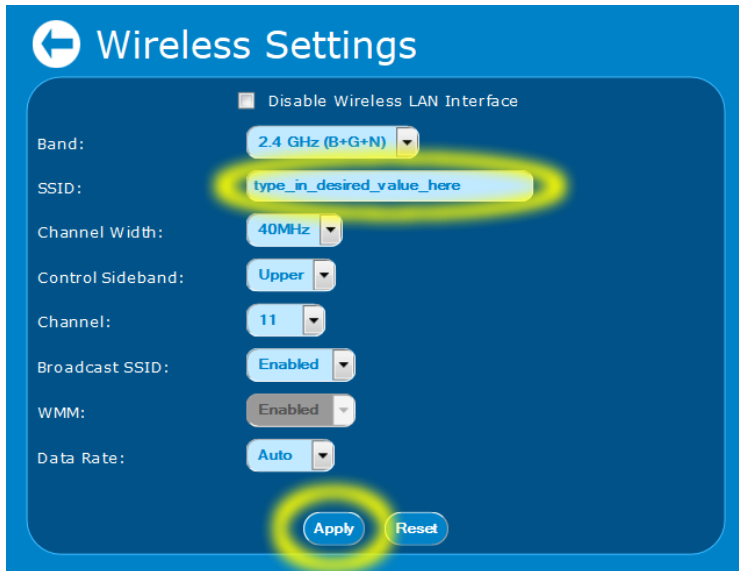 Wireless Settings
Disable Wireless LAN Interface
Band: 2.4 GHz (B+G+N)
SSID: type_in_desired_value_here
Channel Width: 40MHz
Control Sideband: Upper
Channel: 11
Broadcast SSID: Enabled
WMM: Enabled
Data Rate: Auto
Apply Reset